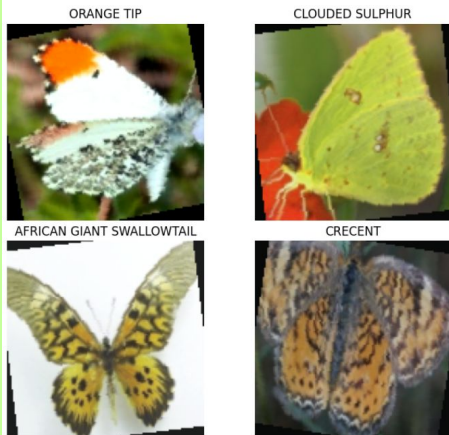 ORANGE TIP
CLOUDED SULPHUR
AFRICAN GIANT SWALLOWTAIL
CRECENT